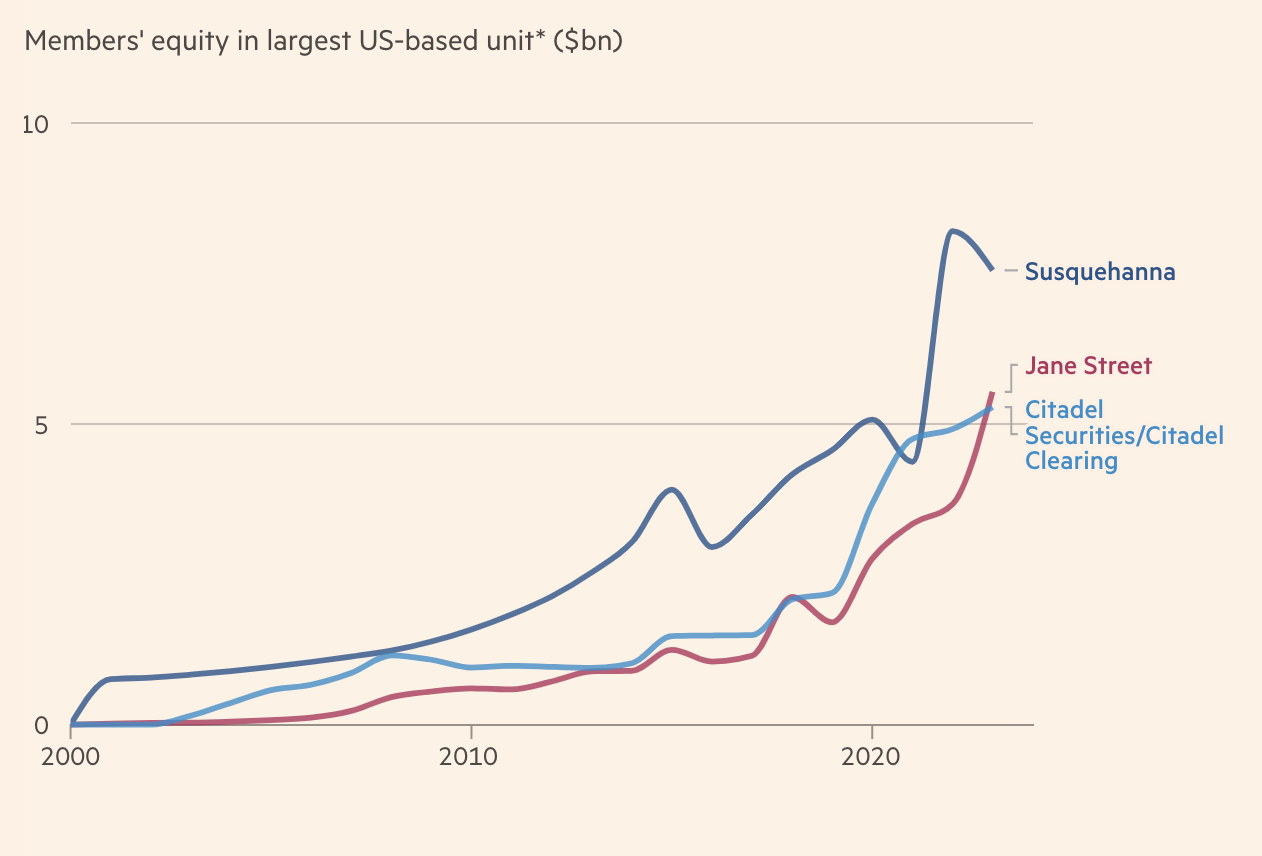 Members' equity in largest US-based unit* ($bn)
10
Susquehanna
Jane Street
Citadel
Securities/Citadel
Clearing
5
0
2000
2010
2020